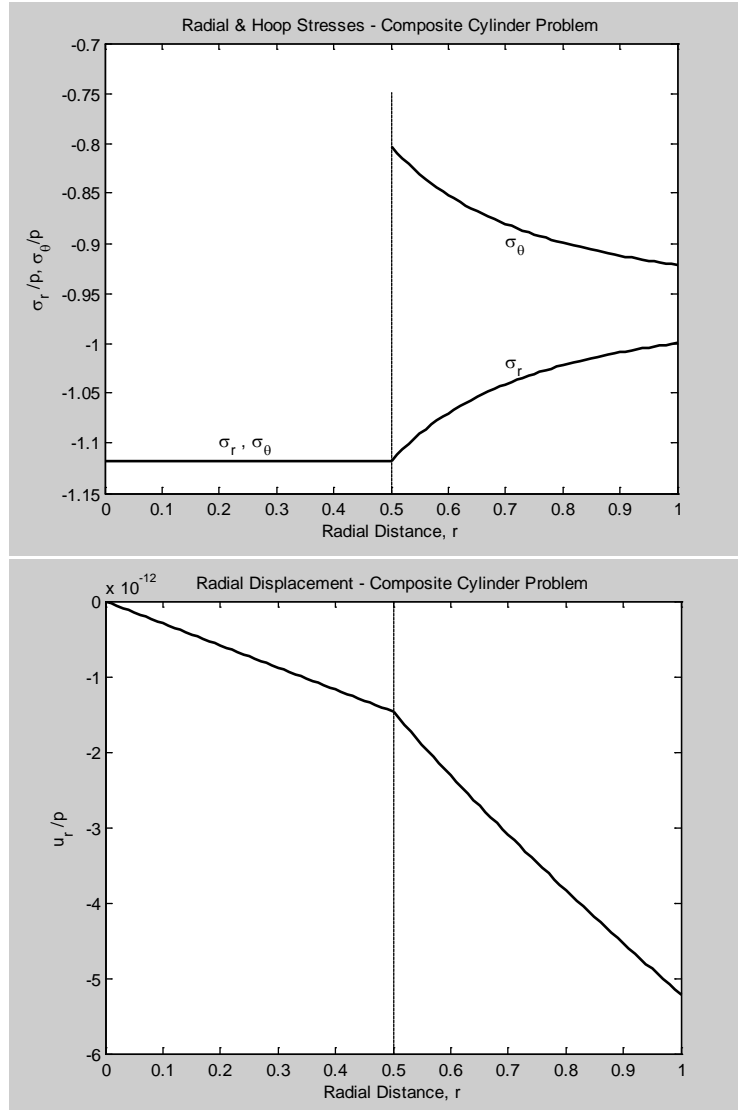 Radial & Hoop Stresses - Composite Cylinder Problem
-0.7
-0.75
-0.8
-0.85
-0.9
-0.95
-1
-1.05
-1.1
-1.15
σr /p, σθ/p
σθ
σr
σr , σθ
0 0.1 0.2 0.3 0.4 0.5 0.6 0.7 0.8 0.9 1
Radial Distance, r
x 10-12
Radial Displacement - Composite Cylinder Problem
0
-1
-2
-3
-4
-5
-6
ur/p
0 0.1 0.2 0.3 0.4 0.5 0.6 0.7 0.8 0.9 1
Radial Distance, r